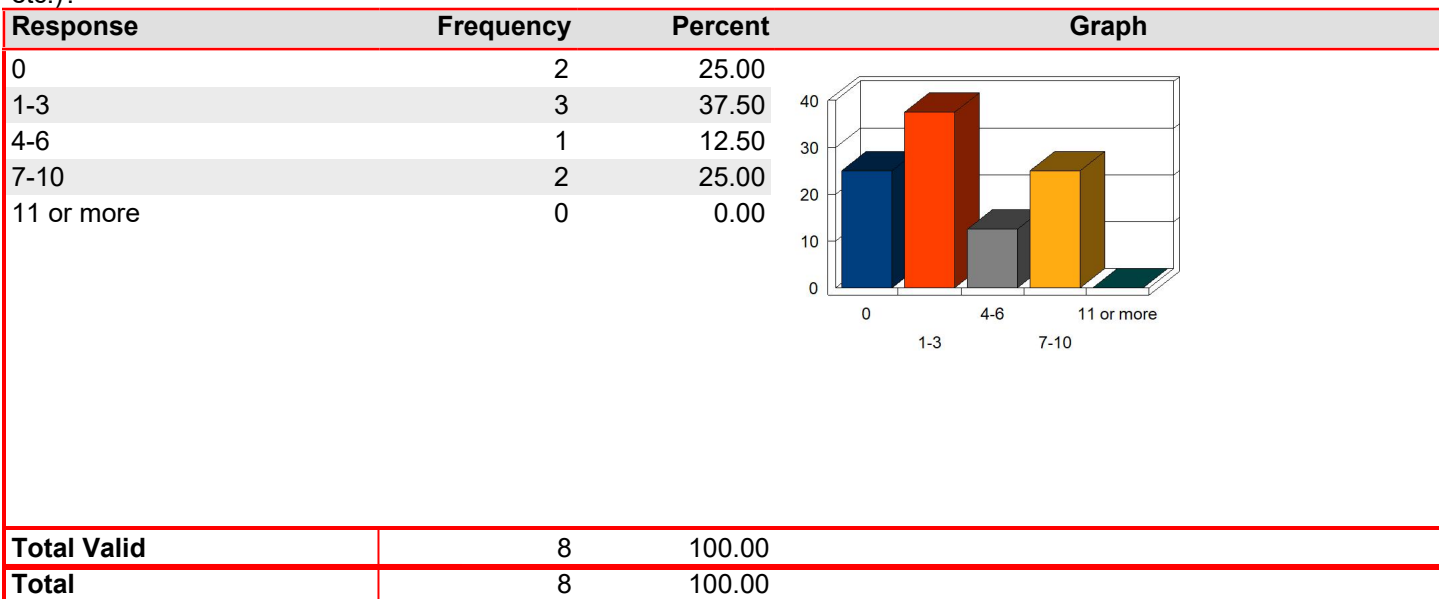 etc.)?
Response Frequency Percent Graph
0 2 25.00
1-3 3 37.50
4-6 1 12.50
7-10 2 25.00
11 or more 0 0.00
40
30
20
10
0
0 4-6 11 or more
1-3 7-10
Total Valid 8 100.00
Total 8 100.00